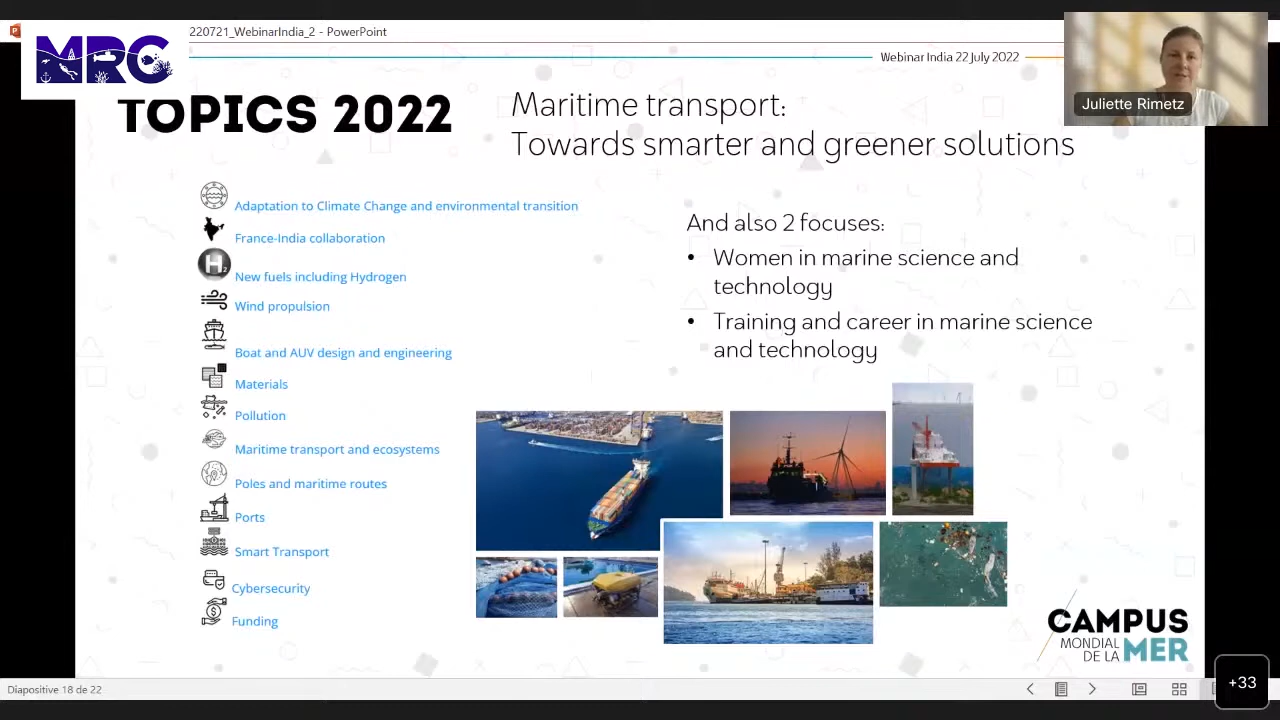 220721_WebinarIndia_2 - PowerPoint
MRC
Webinar India 22 July 2022
Juliette Rimetz
TOPICS 2022
Maritime transport:
Towards smarter and greener solutions
Adaptation to Climate Change and environmental transition
France-India collaboration
H2
New fuels including Hydrogen
Wind propulsion
Boat and AUV design and engineering
Materials
Pollution
Maritime transport and ecosystems
Poles and maritime routes
Ports
Smart Transport
Cybersecurity
Funding
And also 2 focuses:
• Women in marine science and
technology
• Training and career in marine science
and technology
CAMPUS
MONDIAL
DE LA MER
Diapositive 18 de 22
+33